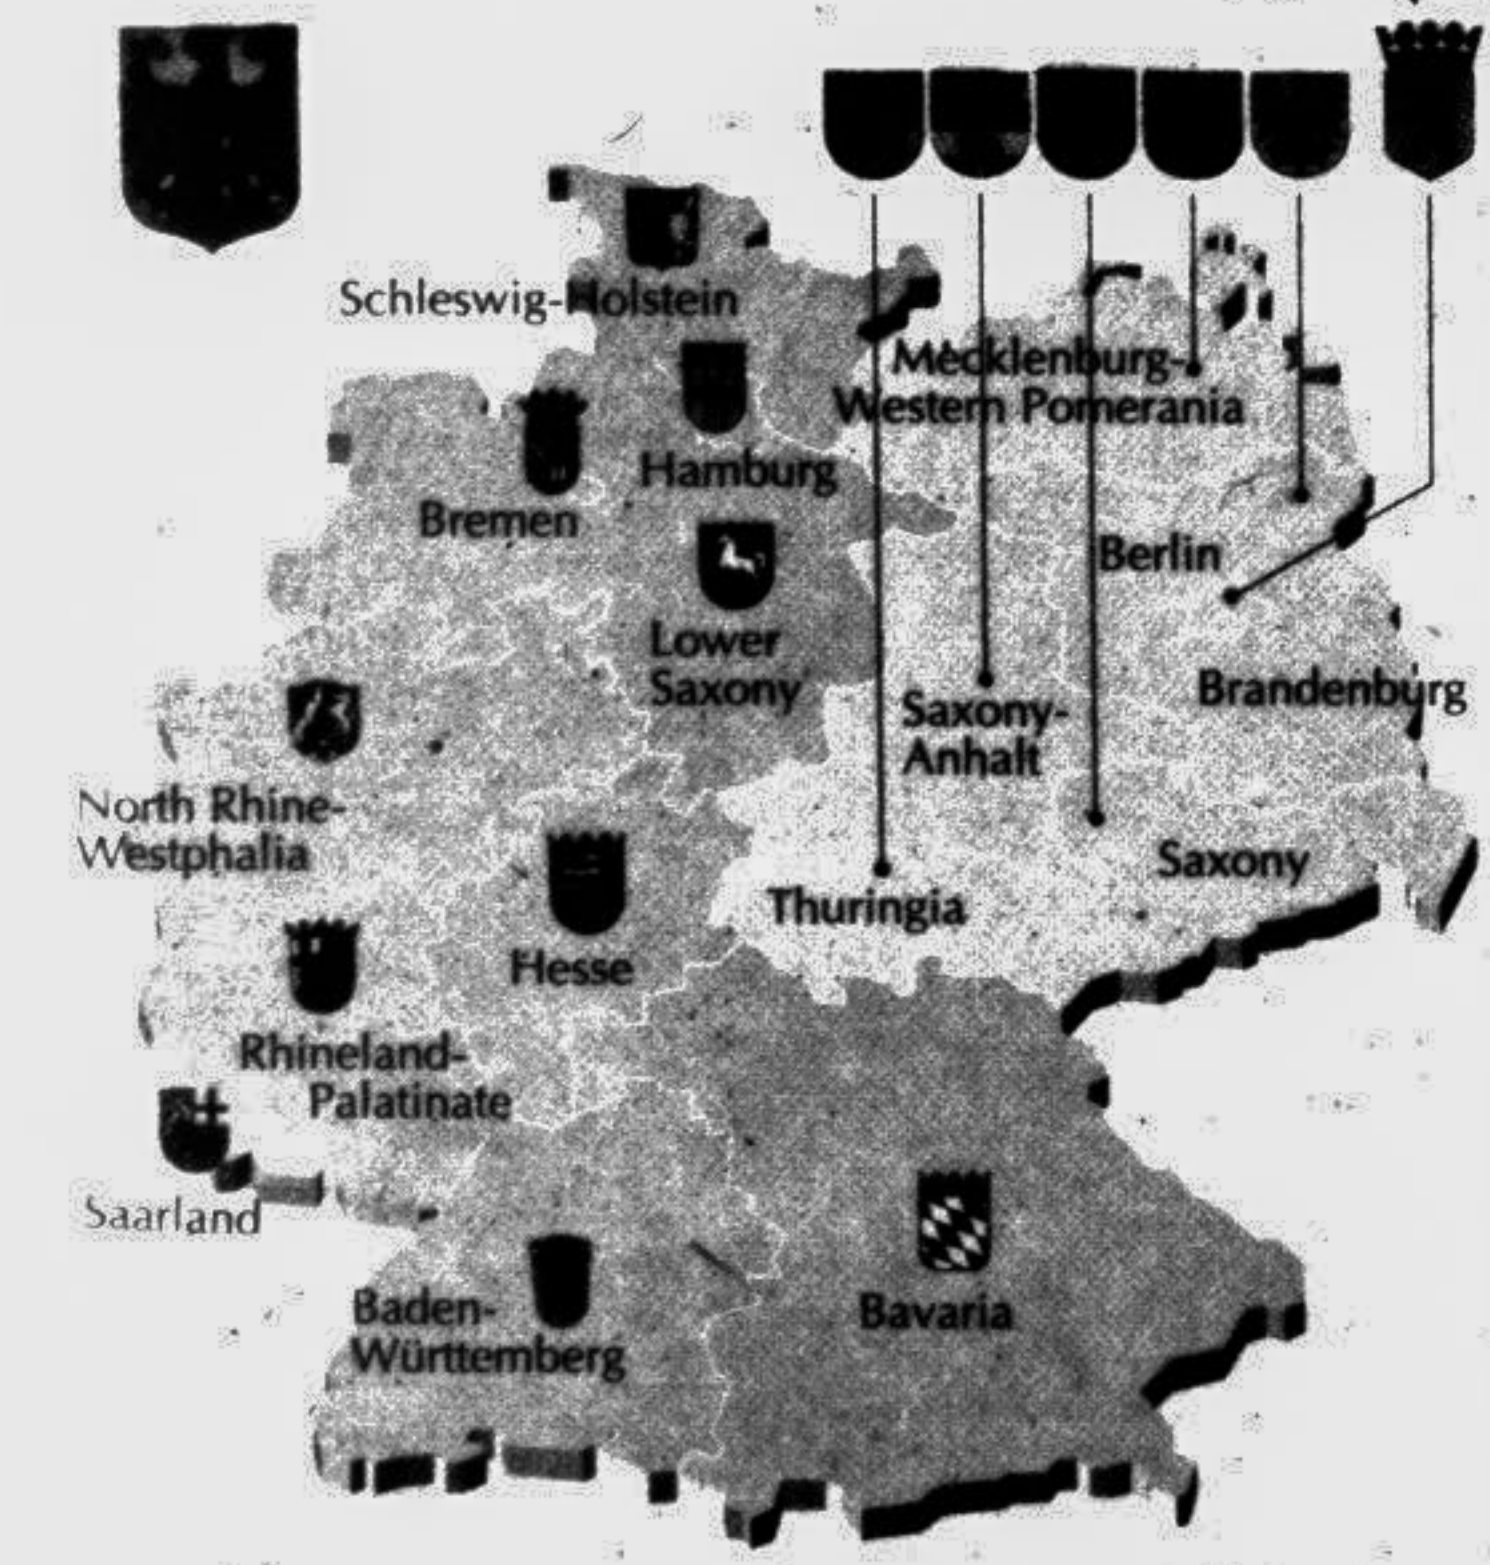 Schleswig-Holstein
Mecklenburg-
Western Pomerania
Hamburg
Bremen
Berlin
Lower
Saxony
Brandenburg
Saxony-
Anhalt
North Rhine-
Westphalia
Saxony
Thuringia
Hesse
Rhineland-
Palatinate
Saarland
Baden-
Württemberg
Bavaria